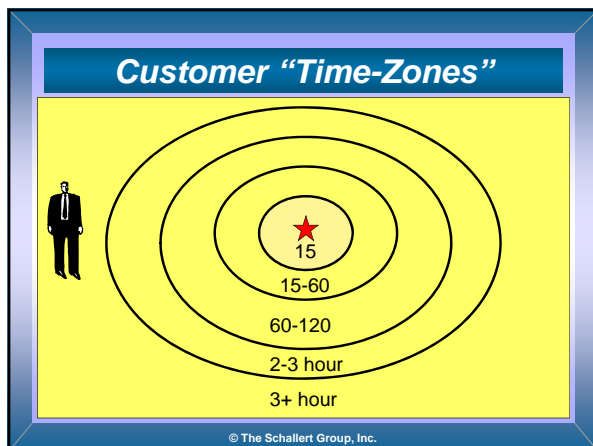 Customer “Time-Zones”
15
15-60
60-120
2-3 hour
3+ hour
© The Schallert Group, Inc.